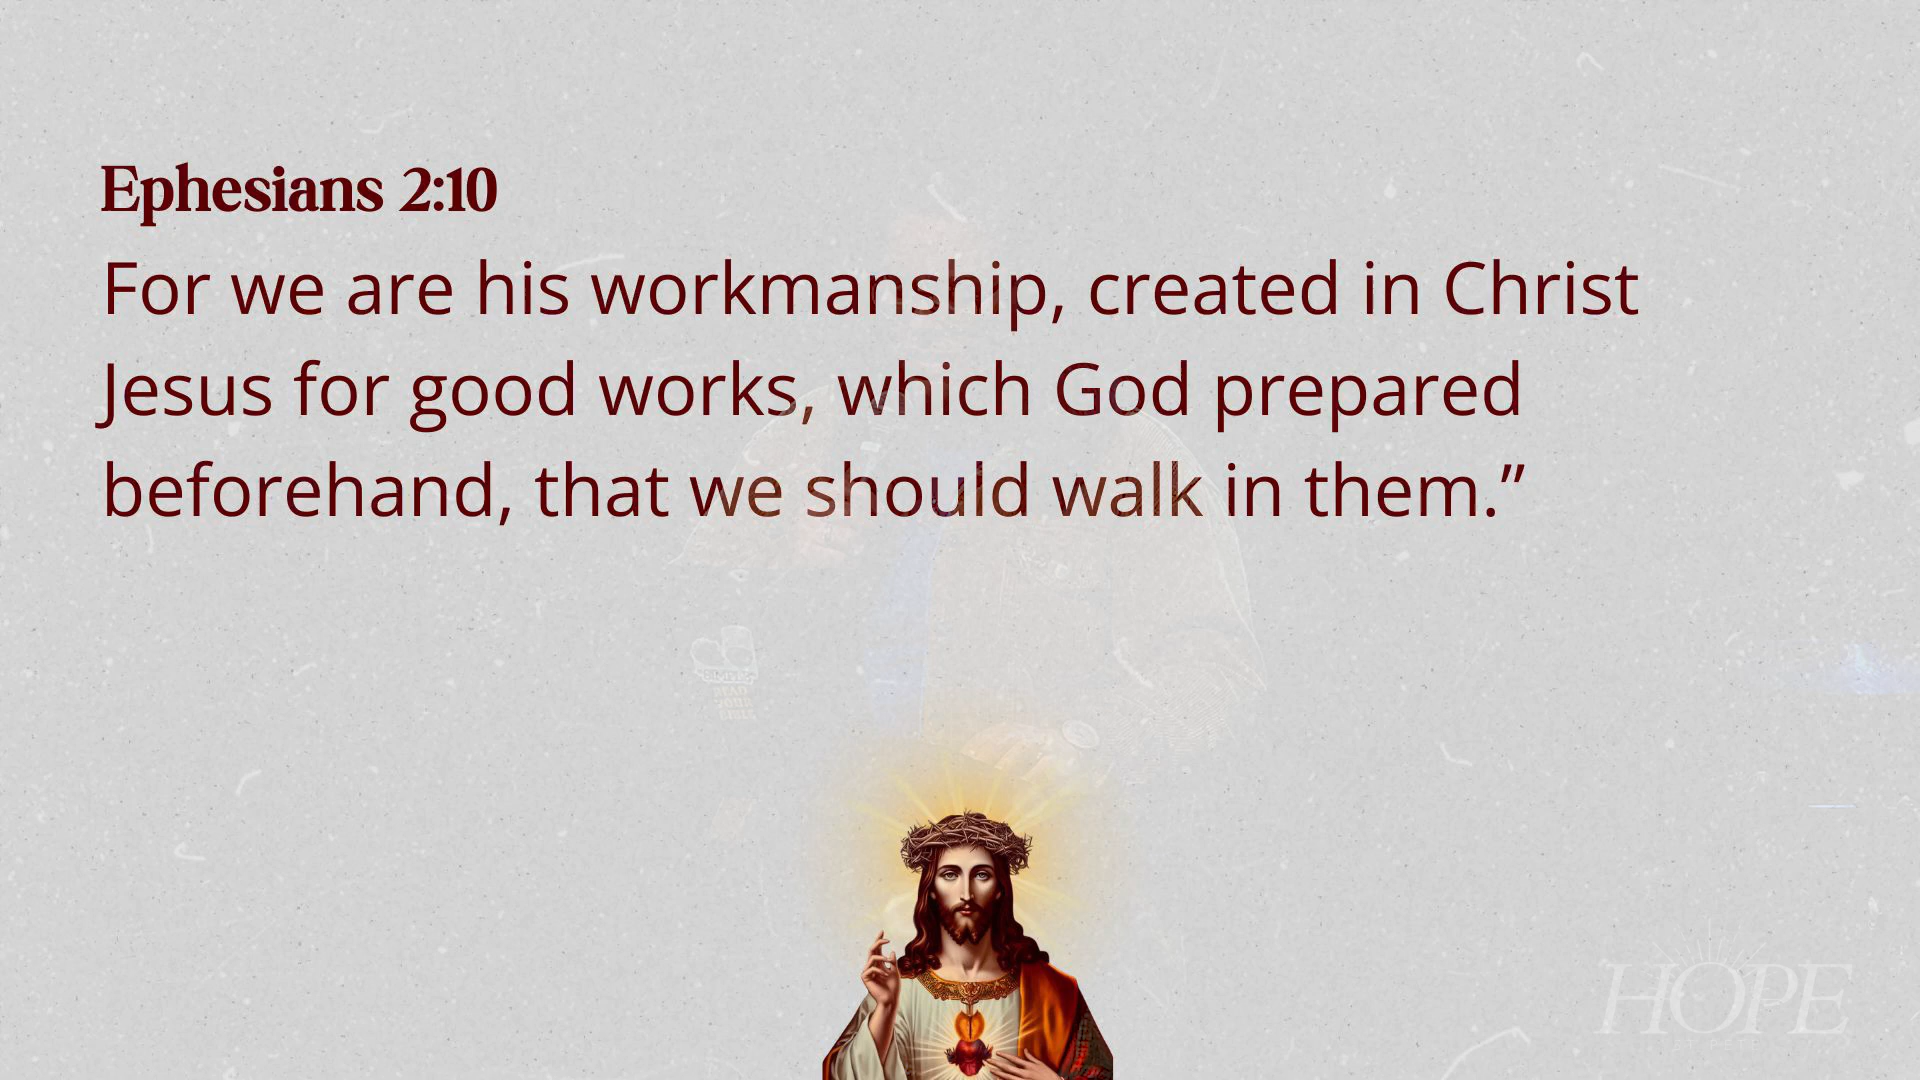 Ephesians 2:10
For we are his workmanship, created in Christ
Jesus for good works, which God prepared
beforehand, that we should walk in them.”
HOPE